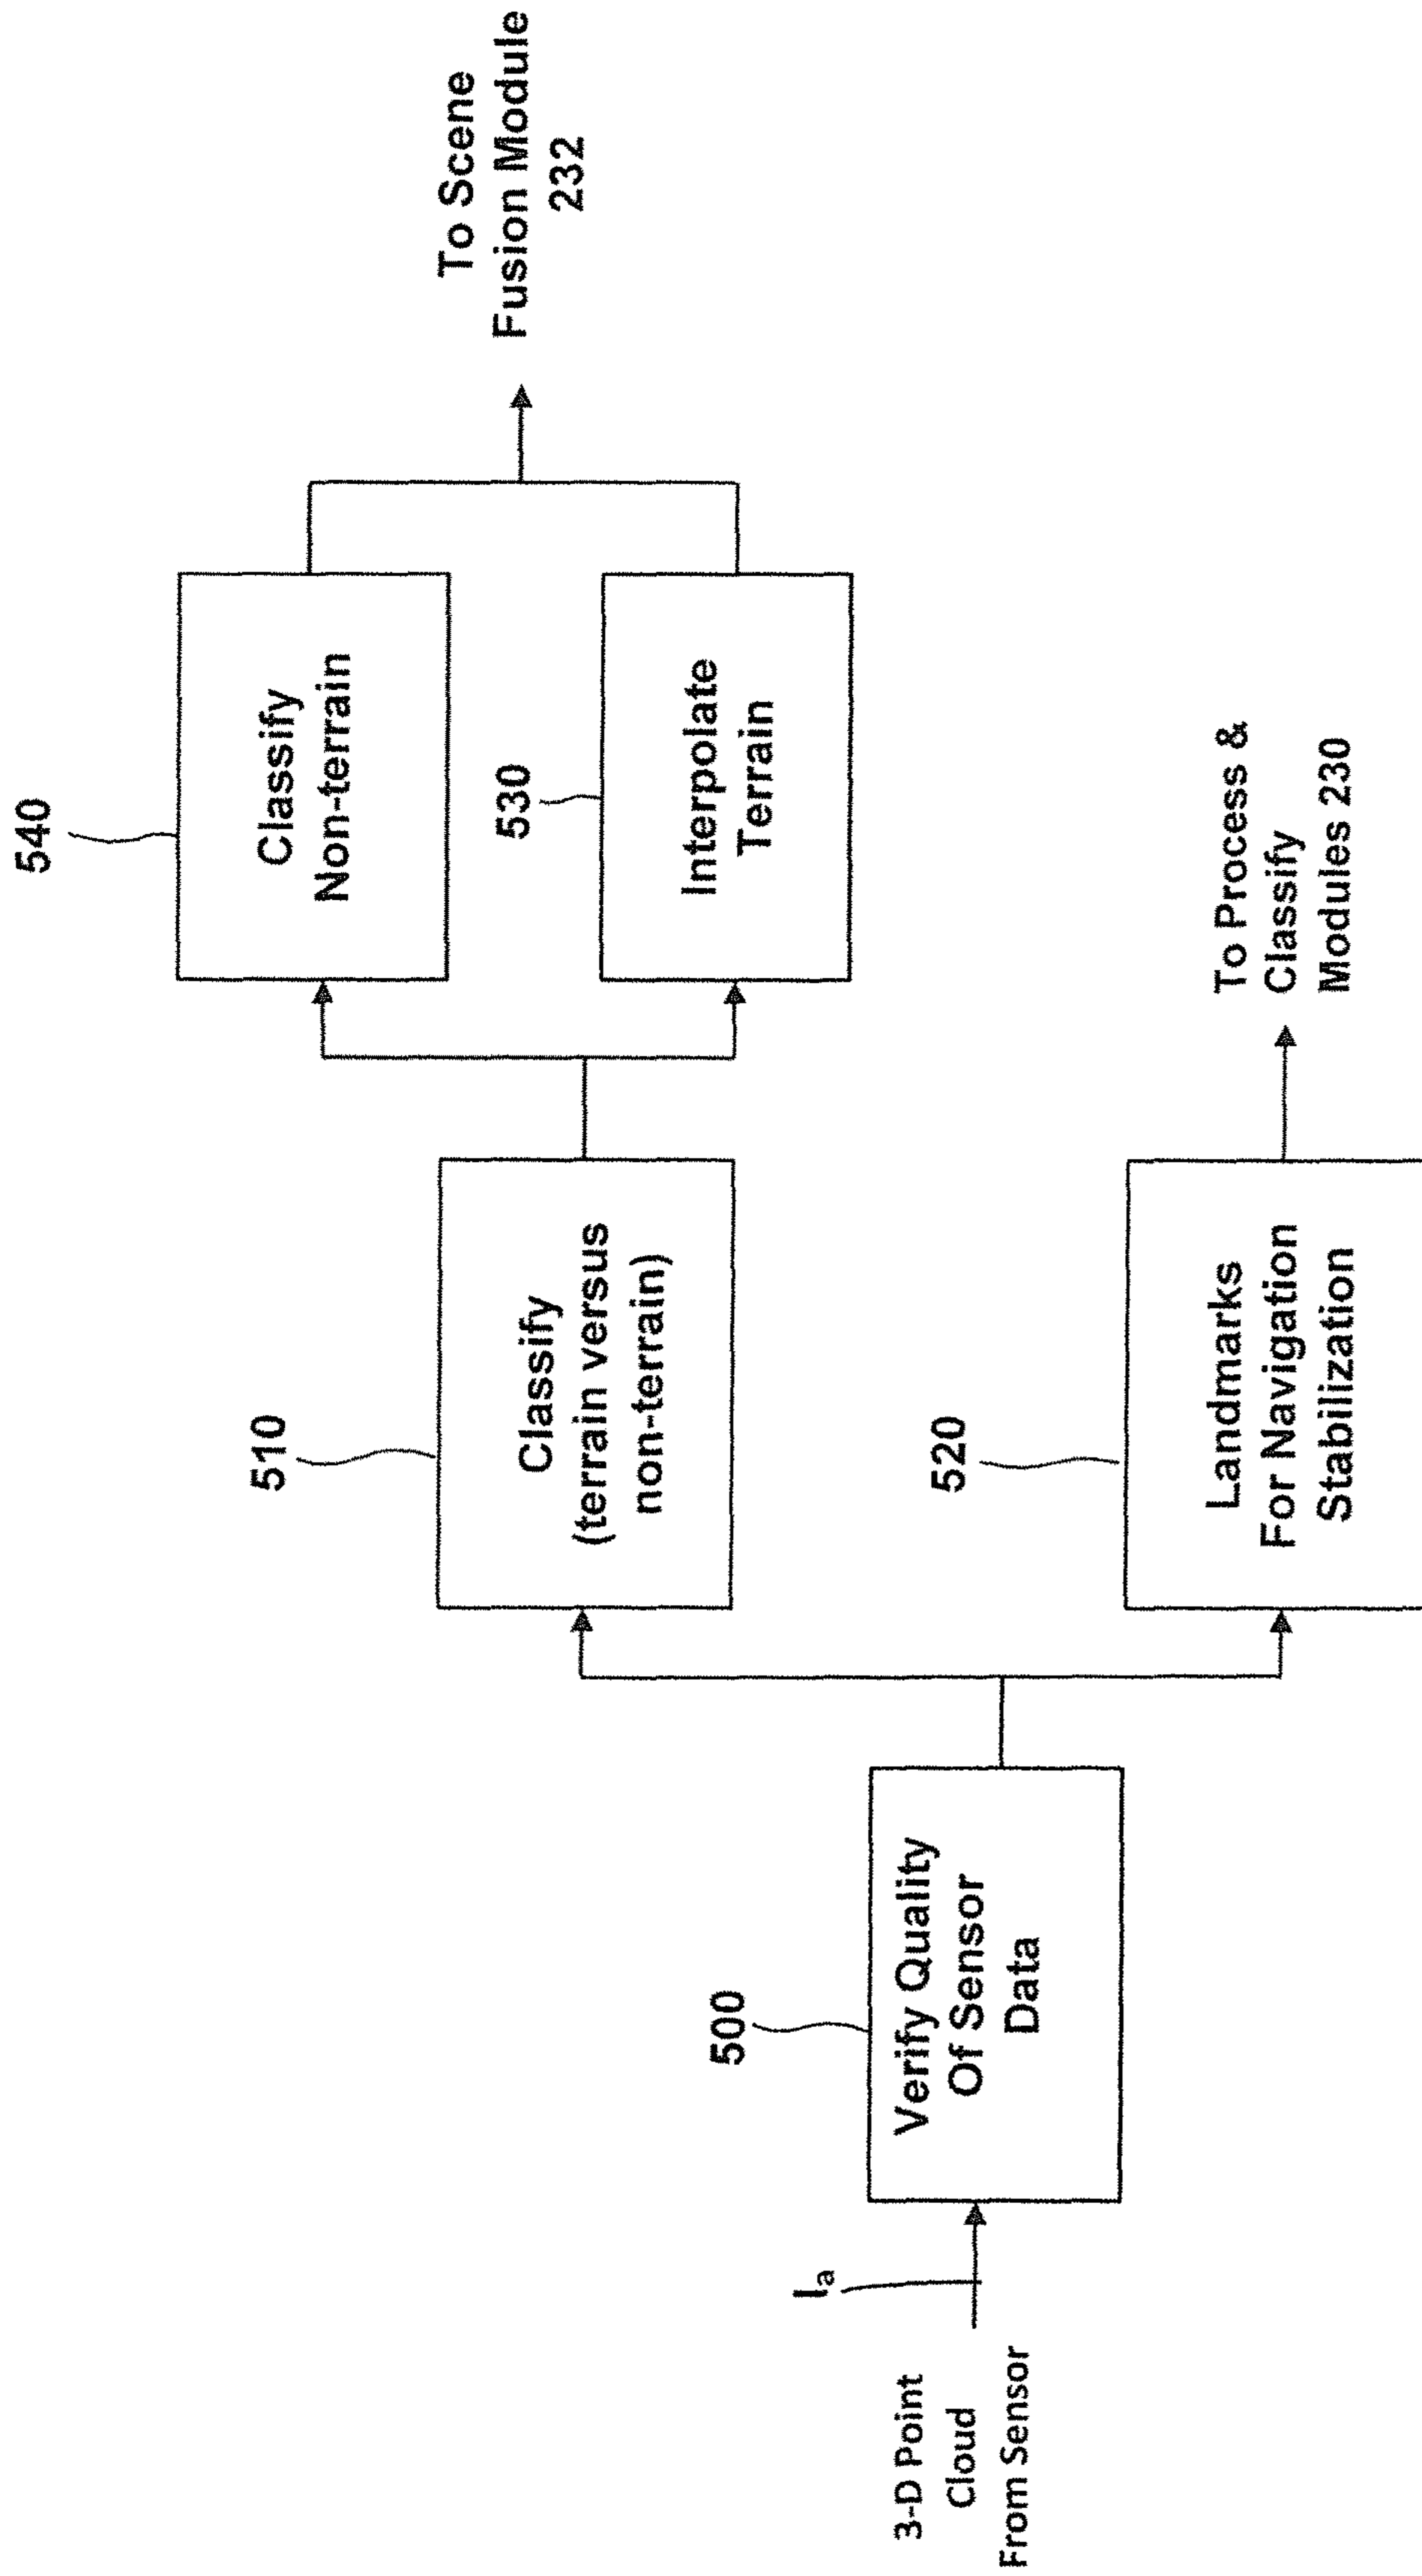 3-D Point
Cloud
From Sensor
Iₐ
500
Verify Quality
Of Sensor
Data
510
Classify
(terrain versus
non-terrain)
520
Landmarks
For Navigation
Stabilization
540
Classify
Non-terrain
530
Interpolate
Terrain
To Scene
Fusion Module
232
To Process &
Classify
Modules 230